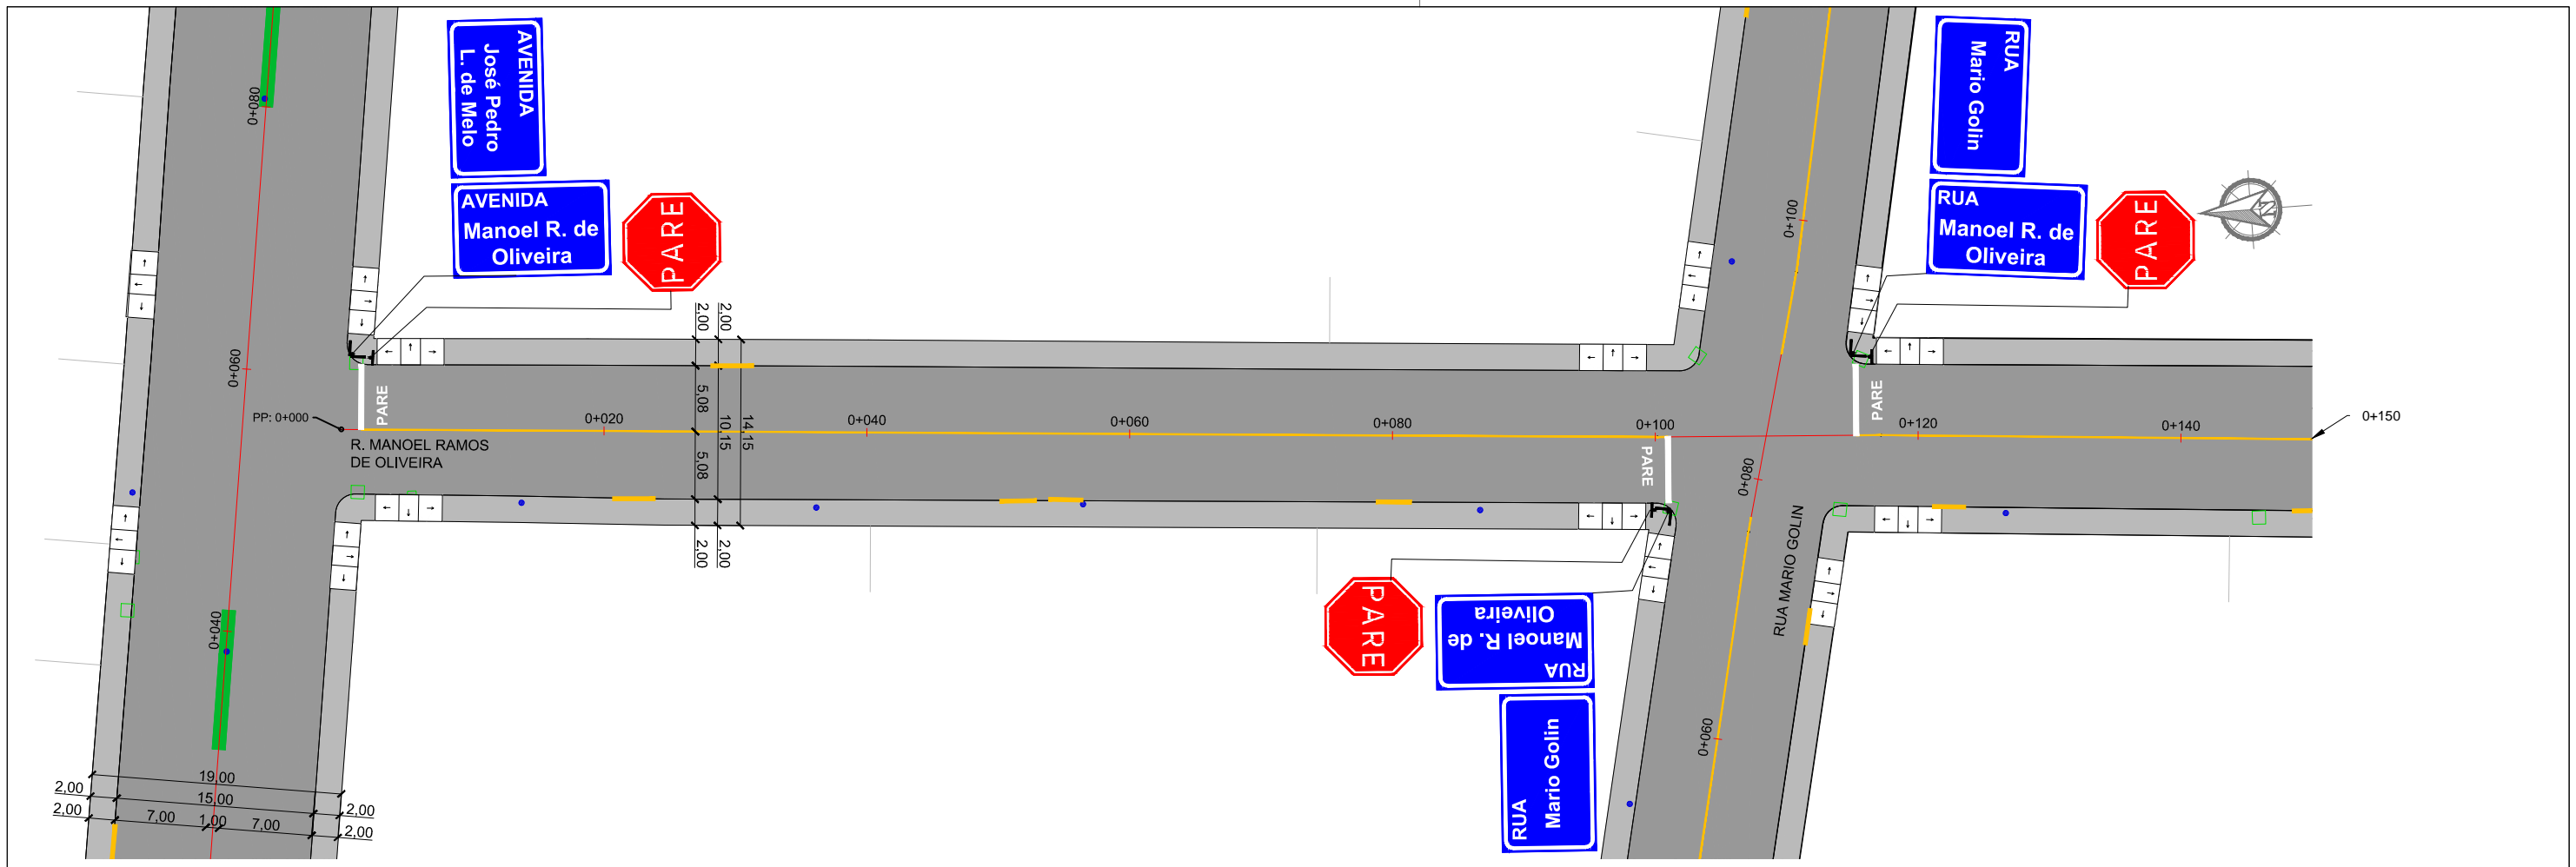 AVENIDA
José Pedro
L. de Melo
AVENIDA
Manoel R. de
Oliveira
PARE
RUA
Mario Golin
RUA
Manoel R. de
Oliveira
PARE
N
0+080
0+060
0+040
PP: 0+000
R. MANOEL RAMOS
DE OLIVEIRA
PARE
0+020
0+040
0+060
0+080
0+100
0+120
0+140
0+150
2,00
2,00
5,08
10,15
14,15
5,08
2,00
2,00
PARE
PARE
0+100
0+080
0+060
RUA MARIO GOLIN
PARE
RUA
Manoel R. de
Oliveira
RUA
Mario Golin
19,00
2,00
15,00
2,00
2,00
7,00
1,00
7,00
2,00